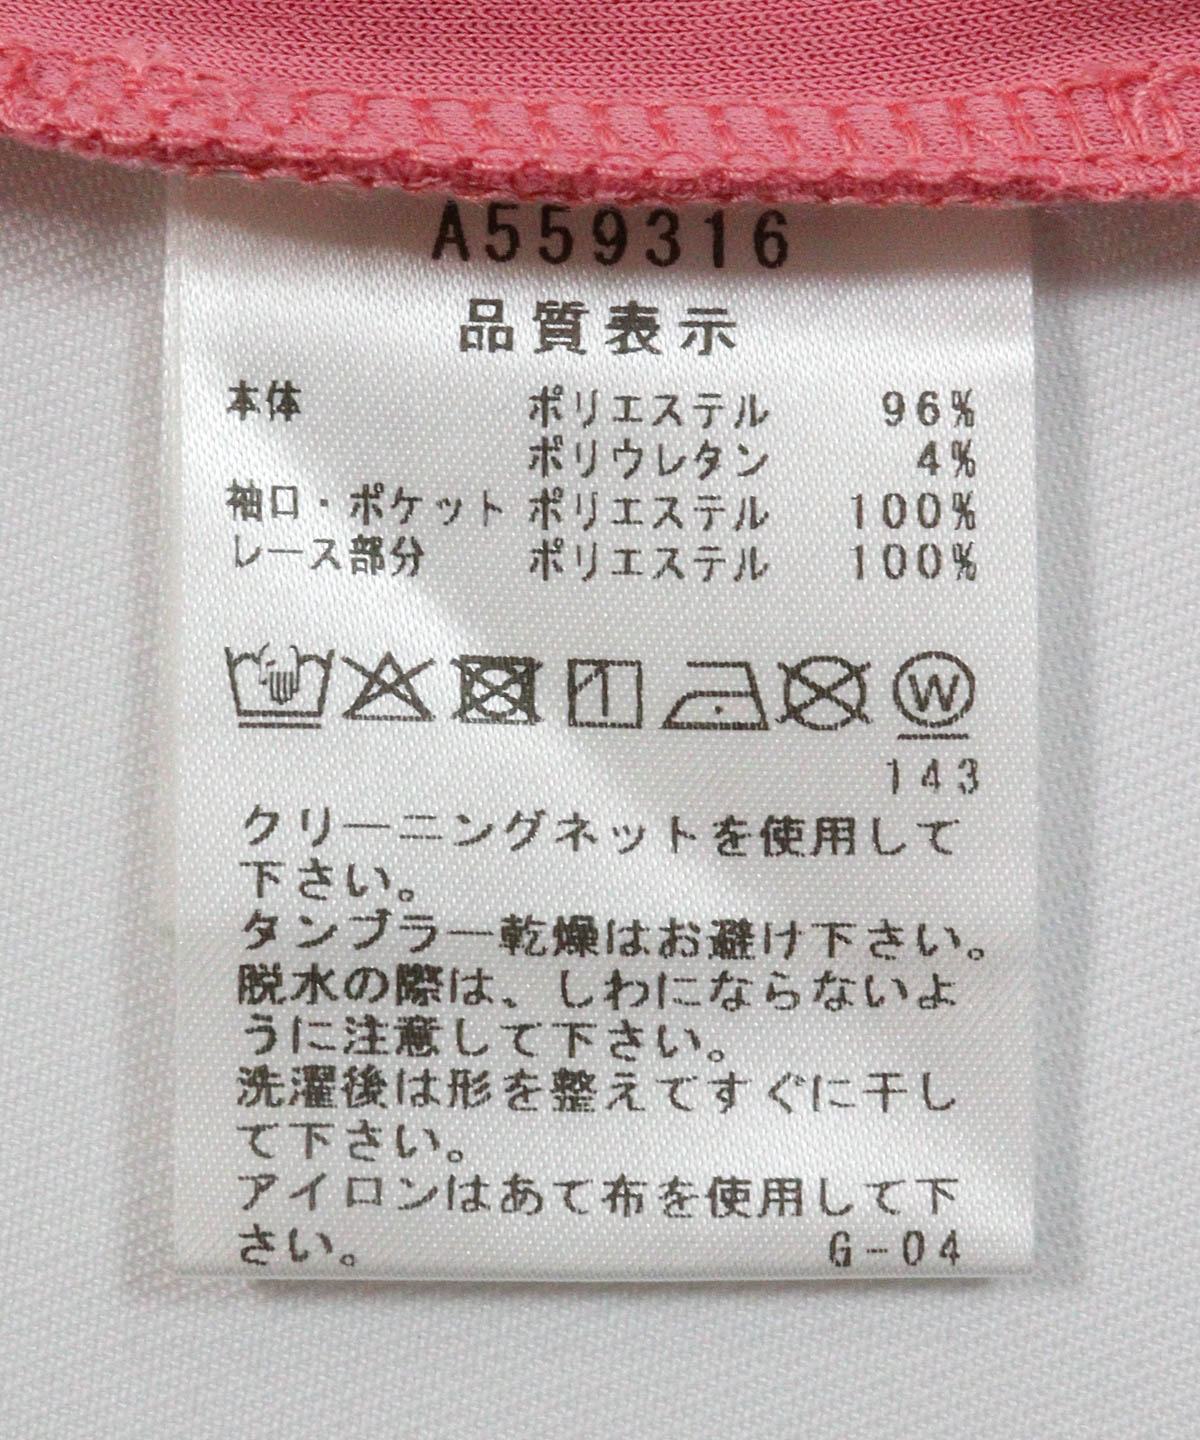 A559316
品質表示
本体 ポリエステル 96%
ポリウレタン 4%
袖口・ポケット ポリエステル 100%
レース部分 ポリエステル 100%
W
143
クリーニングネットを使用して
下さい。
タンブラー乾燥はお避け下さい。
脱水の際は、しわにならないよ
うに注意して下さい。
洗濯後は形を整えてすぐに干し
て下さい。
アイロンはあて布を使用して下
さい。 G-04